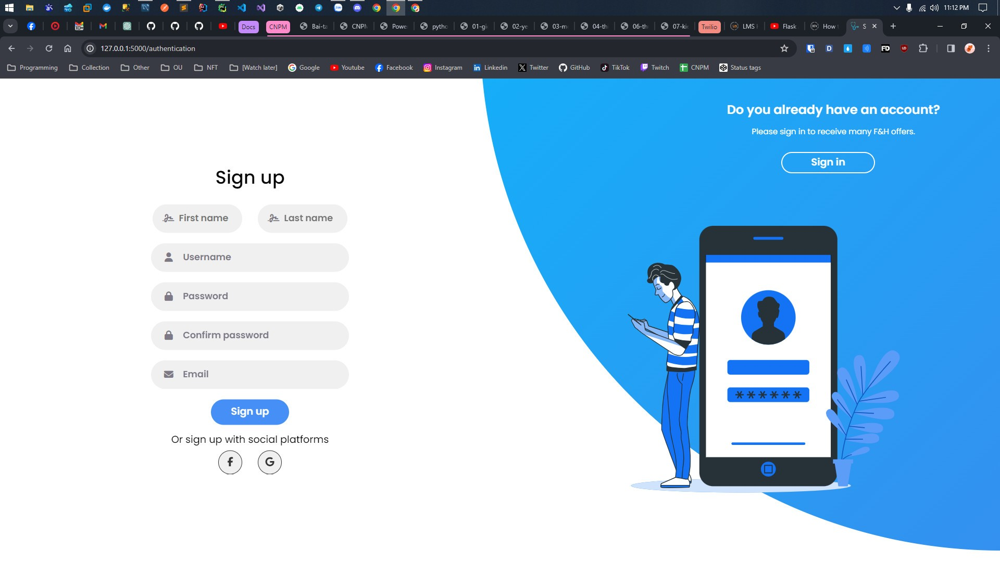 11:12 PM
Docs
CNPM
Bai-ta
CNPM
Power
pytho
01-gi
02-ye
03-m
04-th
06-th
07-ki
Twilio
LMS
Flask
How
S
127.0.0.1:5000/authentication
Programming
Collection
Other
OU
NFT
[Watch later]
Google
Youtube
Facebook
Instagram
Linkedin
Twitter
GitHub
TikTok
Twitch
CNPM
Status tags
Do you already have an account?
Please sign in to receive many F&H offers.
Sign in
Sign up
First name
Last name
Username
Password
Confirm password
Email
Sign up
Or sign up with social platforms
******